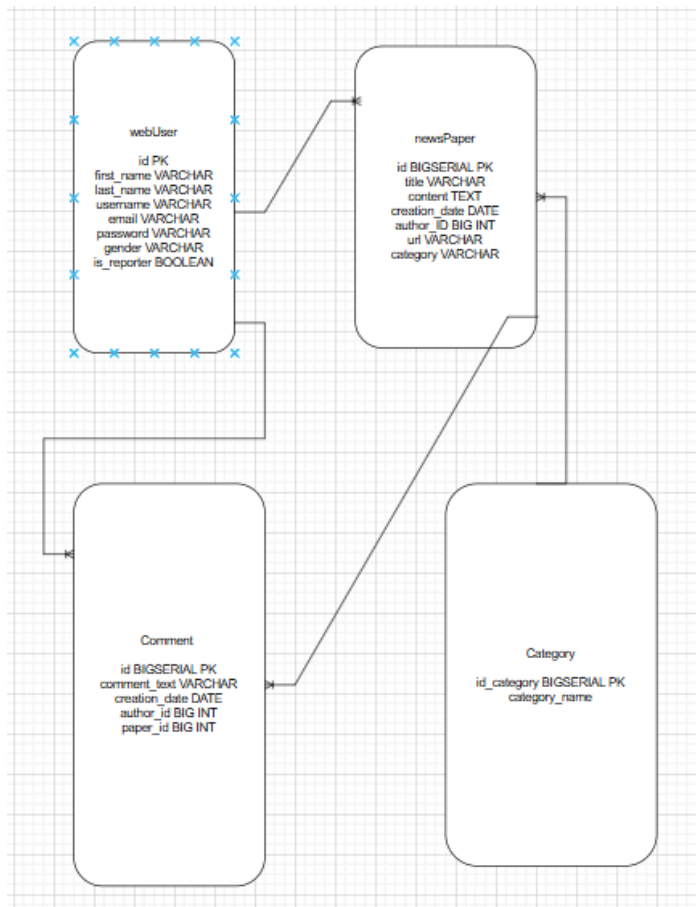 webUser
id PK
first_name VARCHAR
last_name VARCHAR
username VARCHAR
email VARCHAR
password VARCHAR
gender VARCHAR
is_reporter BOOLEAN
newsPaper
id BIGSERIAL PK
title VARCHAR
content TEXT
creation_date DATE
author_ID BIG INT
url VARCHAR
category VARCHAR
Comment
id BIGSERIAL PK
comment_text VARCHAR
creation_date DATE
author_id BIG INT
paper_id BIG INT
Category
id_category BIGSERIAL PK
category_name